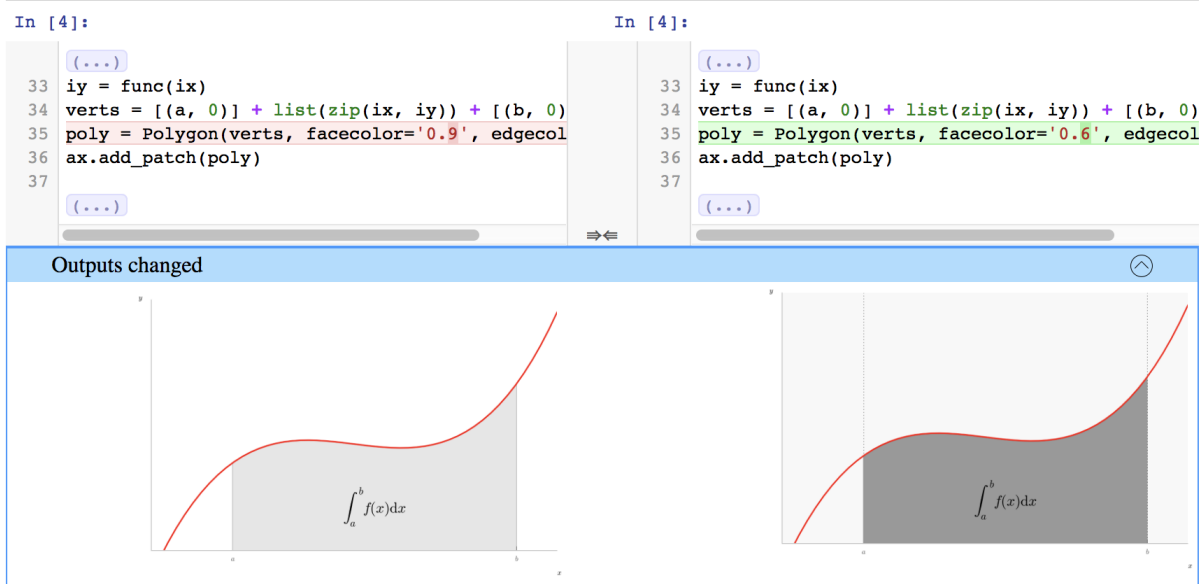 In [4]:
(...)
33 iy = func(ix)
34 verts = [(a, 0)] + list(zip(ix, iy)) + [(b, 0)
35 poly = Polygon(verts, facecolor='0.9', edgecol
36 ax.add_patch(poly)
37
(...)
In [4]:
(...)
33 iy = func(ix)
34 verts = [(a, 0)] + list(zip(ix, iy)) + [(b, 0)
35 poly = Polygon(verts, facecolor='0.6', edgecol
36 ax.add_patch(poly)
37
(...)
Outputs changed
y
∫_a^b f(x)dx
a b
x
y
∫_a^b f(x)dx
a b
x